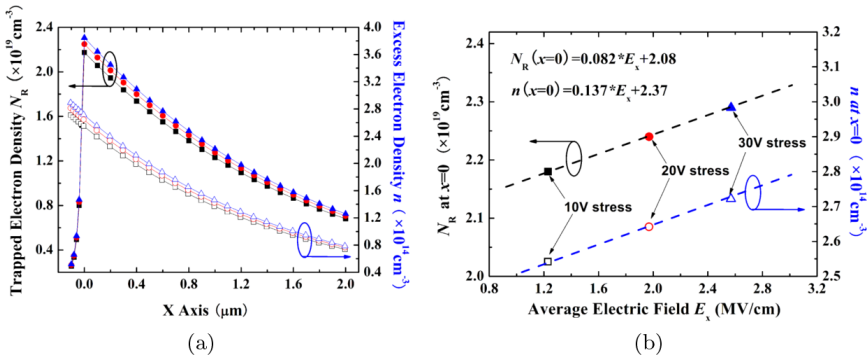 Trapped Electron Density N_R (×10^19 cm^-3)
2.4
2.0
1.6
1.2
0.8
0.4
0.0 0.4 0.8 1.2 1.6 2.0
X Axis (μm)
4.0
3.6
3.2
2.8
2.4
2.0
1.6
1.2
0.8
0.4
Excess Electron Density n (×10^14 cm^-3)
(a)
N_R at x=0 (×10^19 cm^-3)
2.4
2.3
2.2
2.1
2.0
N_R(x=0)=0.082*E_x+2.08
n(x=0)=0.137*E_x+2.37
10V stress
20V stress
30V stress
0.8 1.2 1.6 2.0 2.4 2.8 3.2
Average Electric Field E_x (MV/cm)
3.2
3.1
3.0
2.9
2.8
2.7
2.6
2.5
n at x=0 (×10^14 cm^-3)
(b)